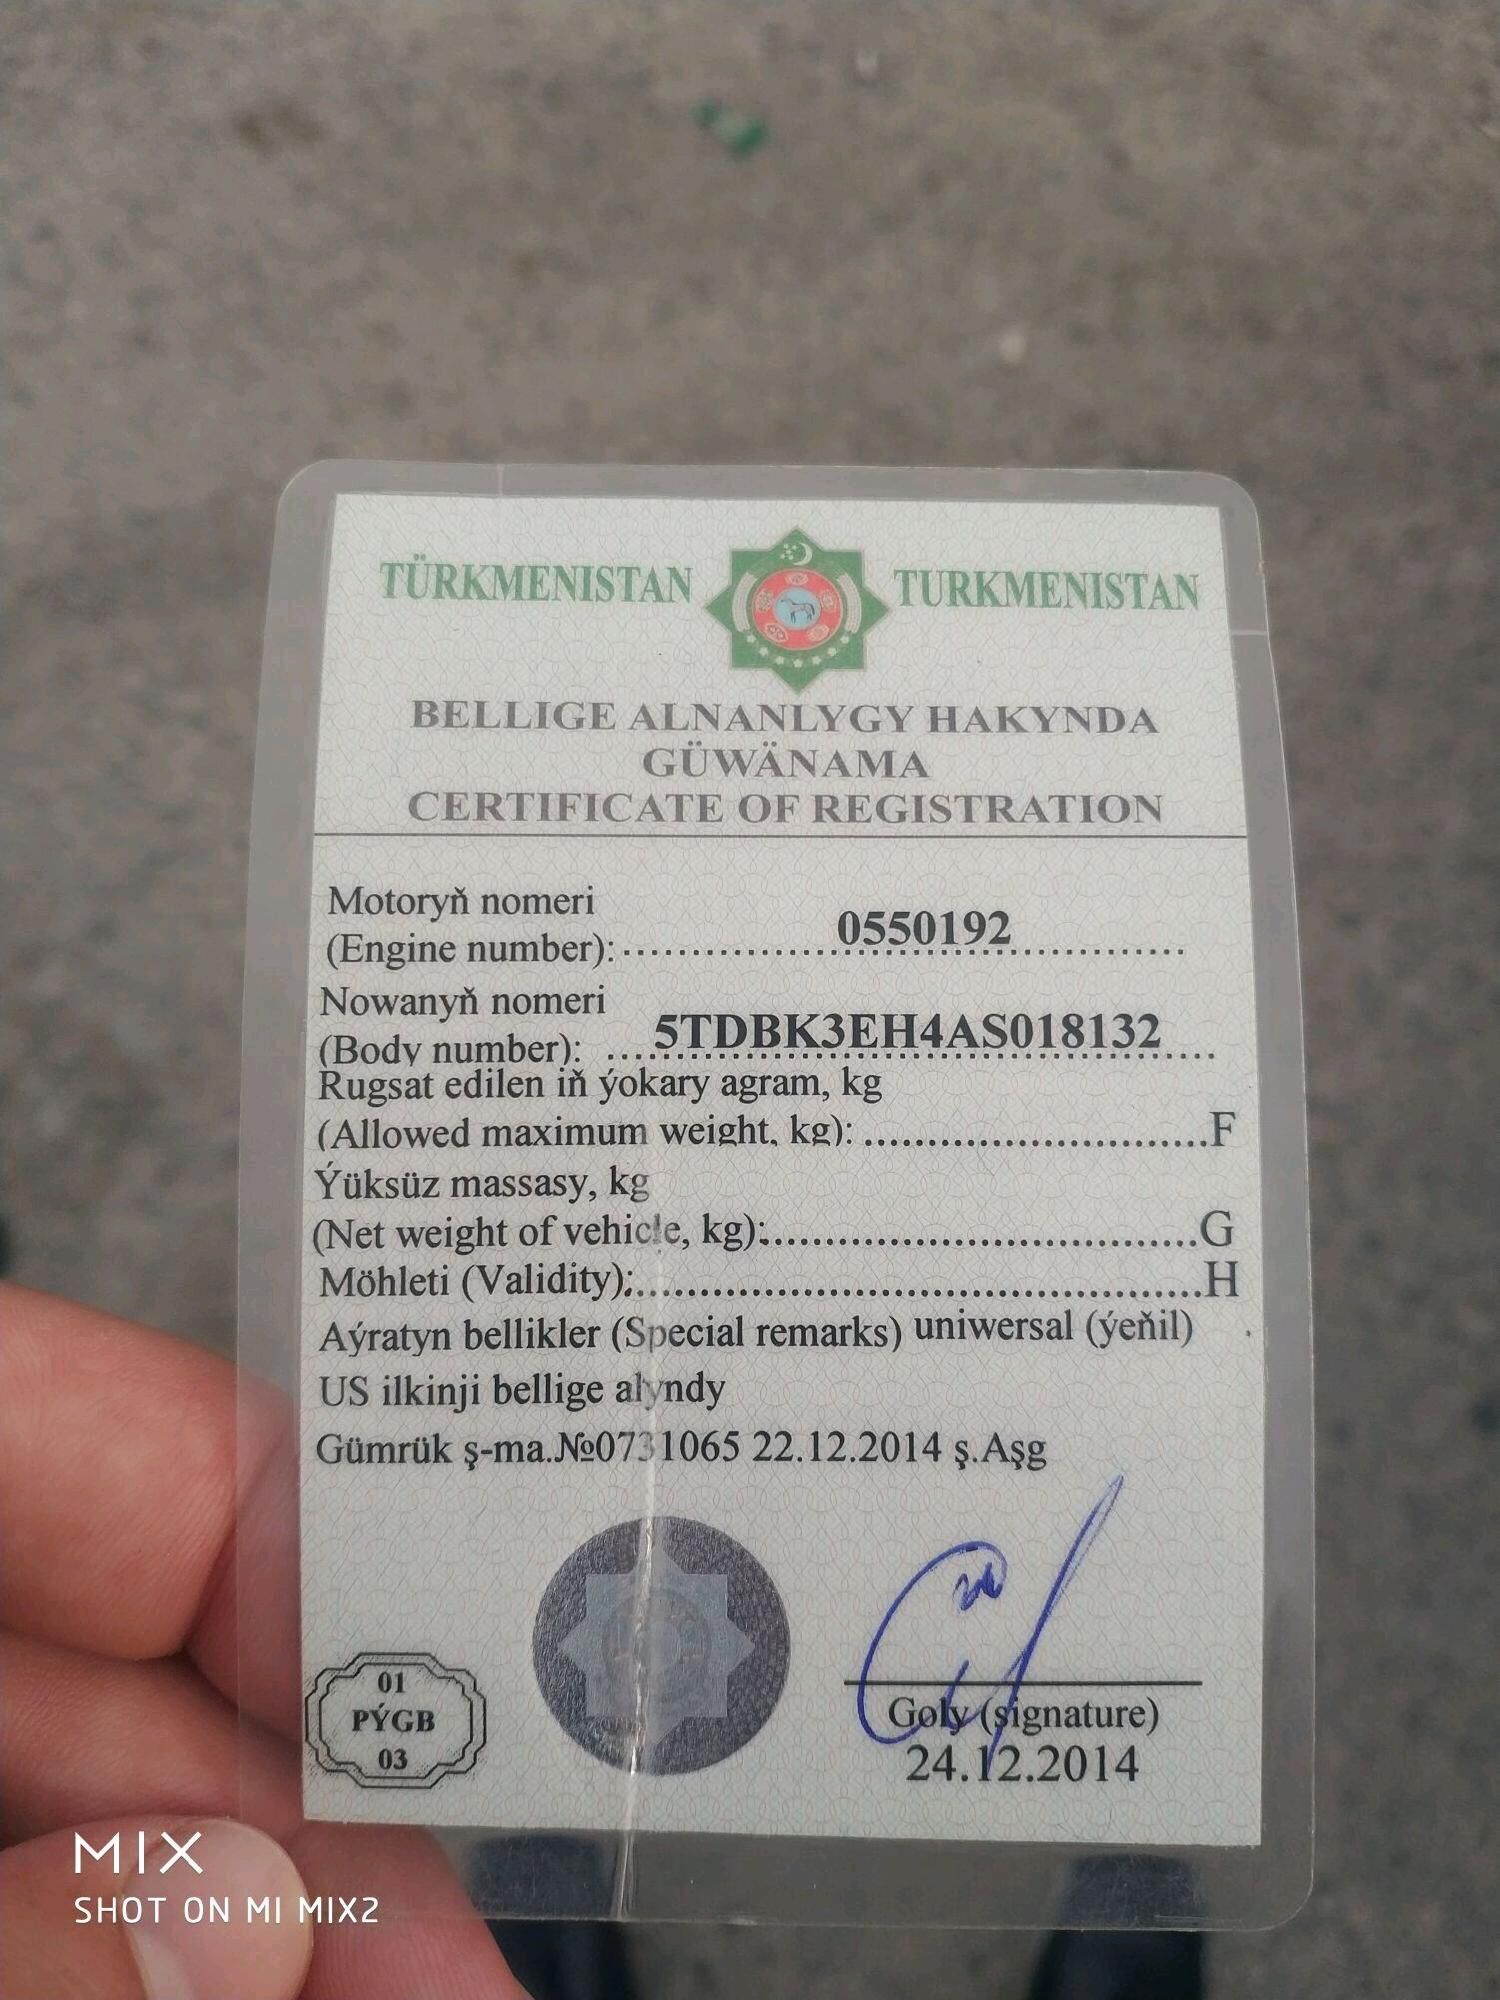 TÜRKMENISTAN TURKMENISTAN
BELLIGE ALNANLYGY HAKYNDA
GÜWÄNAMA
CERTIFICATE OF REGISTRATION
Motoryň nomeri
(Engine number): 0550192
Nowanyň nomeri
(Body number): 5TDBK3EH4AS018132
Rugsat edilen iň ýokary agram, kg
(Allowed maximum weight, kg): F
Ýüksüz massasy, kg
(Net weight of vehicle, kg): G
Möhleti (Validity): H
Aýratyn bellikler (Special remarks) uniwersal (ýeňil)
US ilkinji bellige alyndy
Gümrük ş-ma.№0731065 22.12.2014 ş.Aşg
01
PÝGB
03
Goly (signature)
24.12.2014
MIX
SHOT ON MI MIX2